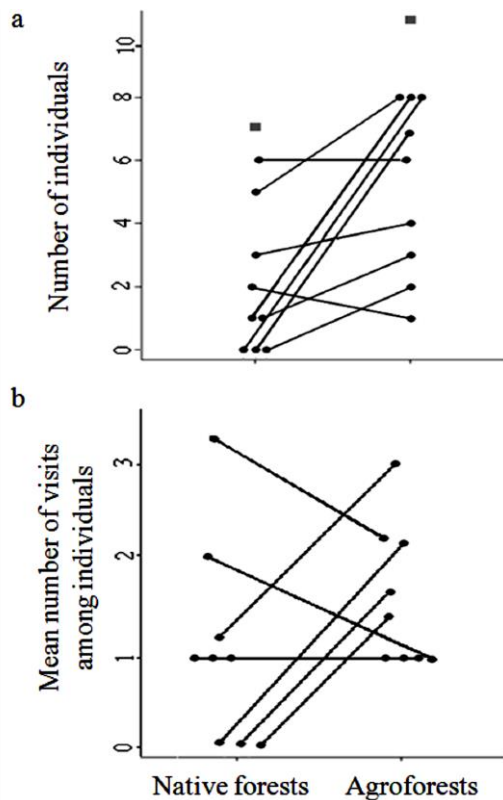 a
Number of individuals
10
8
6
4
2
0
b
Mean number of visits
among individuals
3
2
1
0
Native forests Agroforests